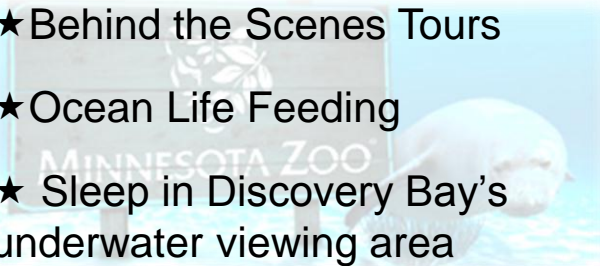 ★Behind the Scenes Tours
★Ocean Life Feeding
MINNESOTA ZOO
★ Sleep in Discovery Bay's
underwater viewing area